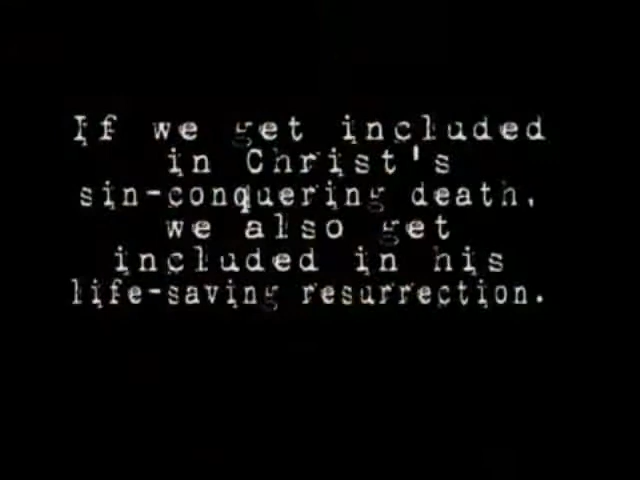 If we get included
in Christ's
sin-conquering death,
we also get
included in his
life-saving resurrection.